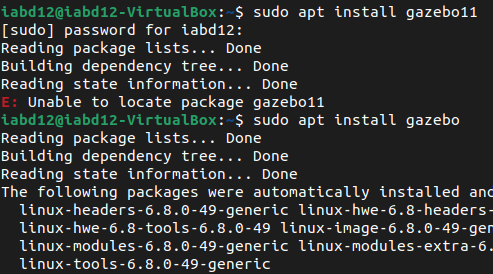 iabd12@iabd12-VirtualBox:~$ sudo apt install gazebo11
[sudo] password for iabd12:
Reading package lists... Done
Building dependency tree... Done
Reading state information... Done
E: Unable to locate package gazebo11
iabd12@iabd12-VirtualBox:~$ sudo apt install gazebo
Reading package lists... Done
Building dependency tree... Done
Reading state information... Done
The following packages were automatically installed and
linux-headers-6.8.0-49-generic linux-hwe-6.8-headers-
linux-hwe-6.8-tools-6.8.0-49 linux-image-6.8.0-49-gen
linux-modules-6.8.0-49-generic linux-modules-extra-6.
linux-tools-6.8.0-49-generic